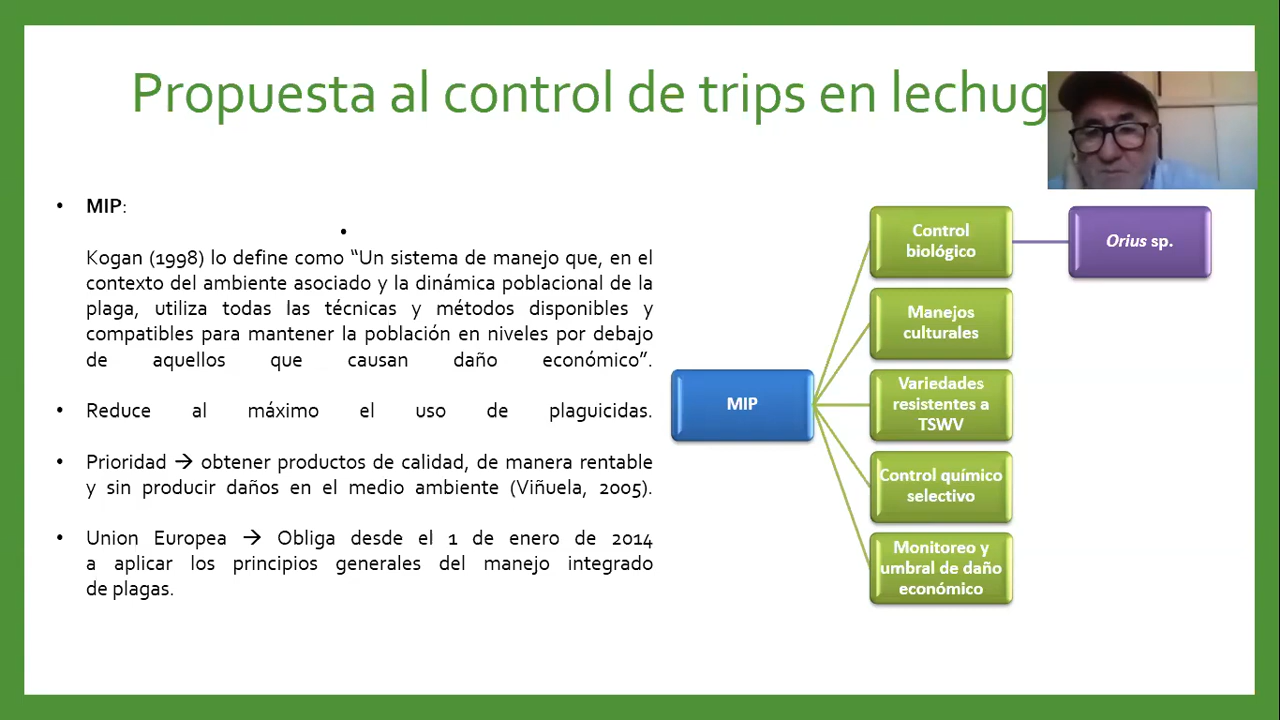 Propuesta al control de trips en lechug
• MIP:
•
Kogan (1998) lo define como “Un sistema de manejo que, en el
contexto del ambiente asociado y la dinámica poblacional de la
plaga, utiliza todas las técnicas y métodos disponibles y
compatibles para mantener la población en niveles por debajo
de aquellos que causan daño económico”.
• Reduce al máximo el uso de plaguicidas.
• Prioridad → obtener productos de calidad, de manera rentable
y sin producir daños en el medio ambiente (Viñuela, 2005).
• Union Europea → Obliga desde el 1 de enero de 2014
a aplicar los principios generales del manejo integrado
de plagas.
MIP
Control
biológico
Orius sp.
Manejos
culturales
Variedades
resistentes a
TSWV
Control químico
selectivo
Monitoreo y
umbral de daño
económico